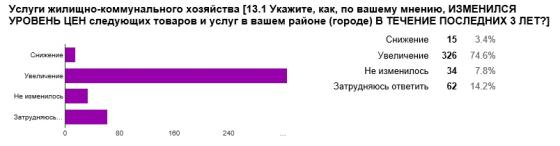 Услуги жилищно-коммунального хозяйства [13.1 Укажите, как, по вашему мнению, ИЗМЕНИЛСЯ
УРОВЕНЬ ЦЕН следующих товаров и услуг в вашем районе (городе) В ТЕЧЕНИЕ ПОСЛЕДНИХ 3 ЛЕТ?]
Снижение
Увеличение
Не изменилось
Затрудняюсь...
0 80 160 240 ...
Снижение 15 3.4%
Увеличение 326 74.6%
Не изменилось 34 7.8%
Затрудняюсь ответить 62 14.2%